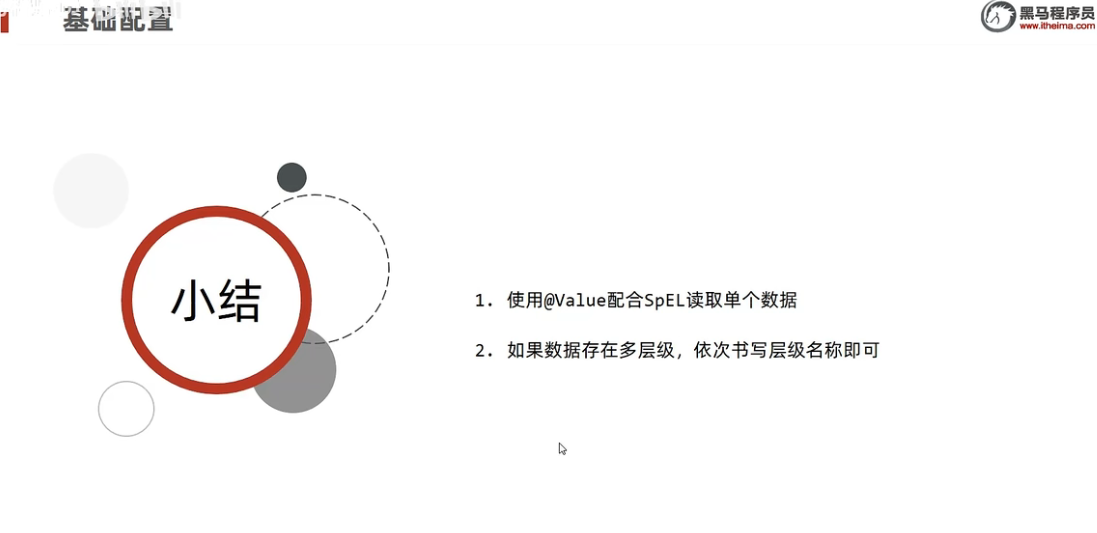 基础配置
黑马程序员
www.itheima.com
小结
1. 使用@Value配合SpEL读取单个数据
2. 如果数据存在多层级，依次书写层级名称即可